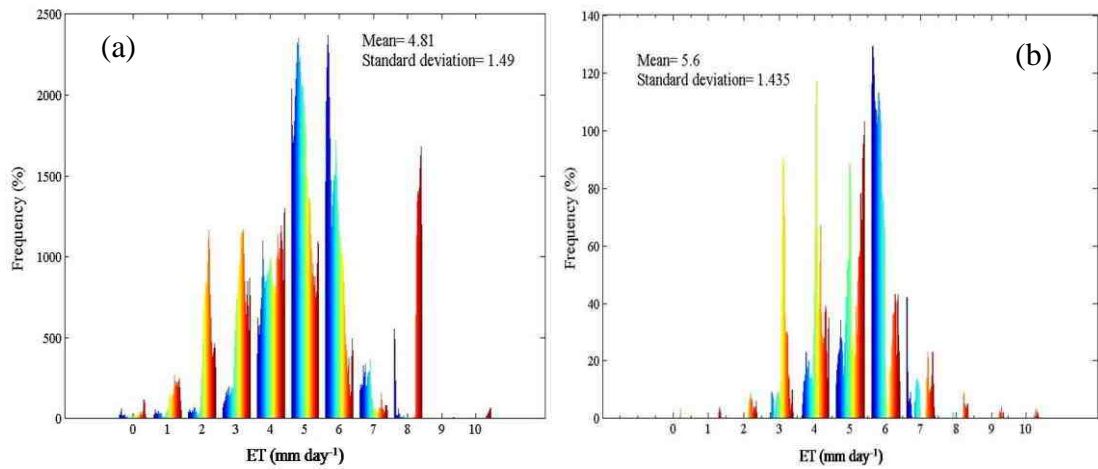 (a)
Mean= 4.81
Standard deviation= 1.49
2500
2000
1500
1000
500
0
Frequency (%)
0 1 2 3 4 5 6 7 8 9 10
ET (mm day⁻¹)
(b)
Mean= 5.6
Standard deviation= 1.435
140
120
100
80
60
40
20
0
Frequency (%)
0 1 2 3 4 5 6 7 8 9 10
ET (mm day⁻¹)